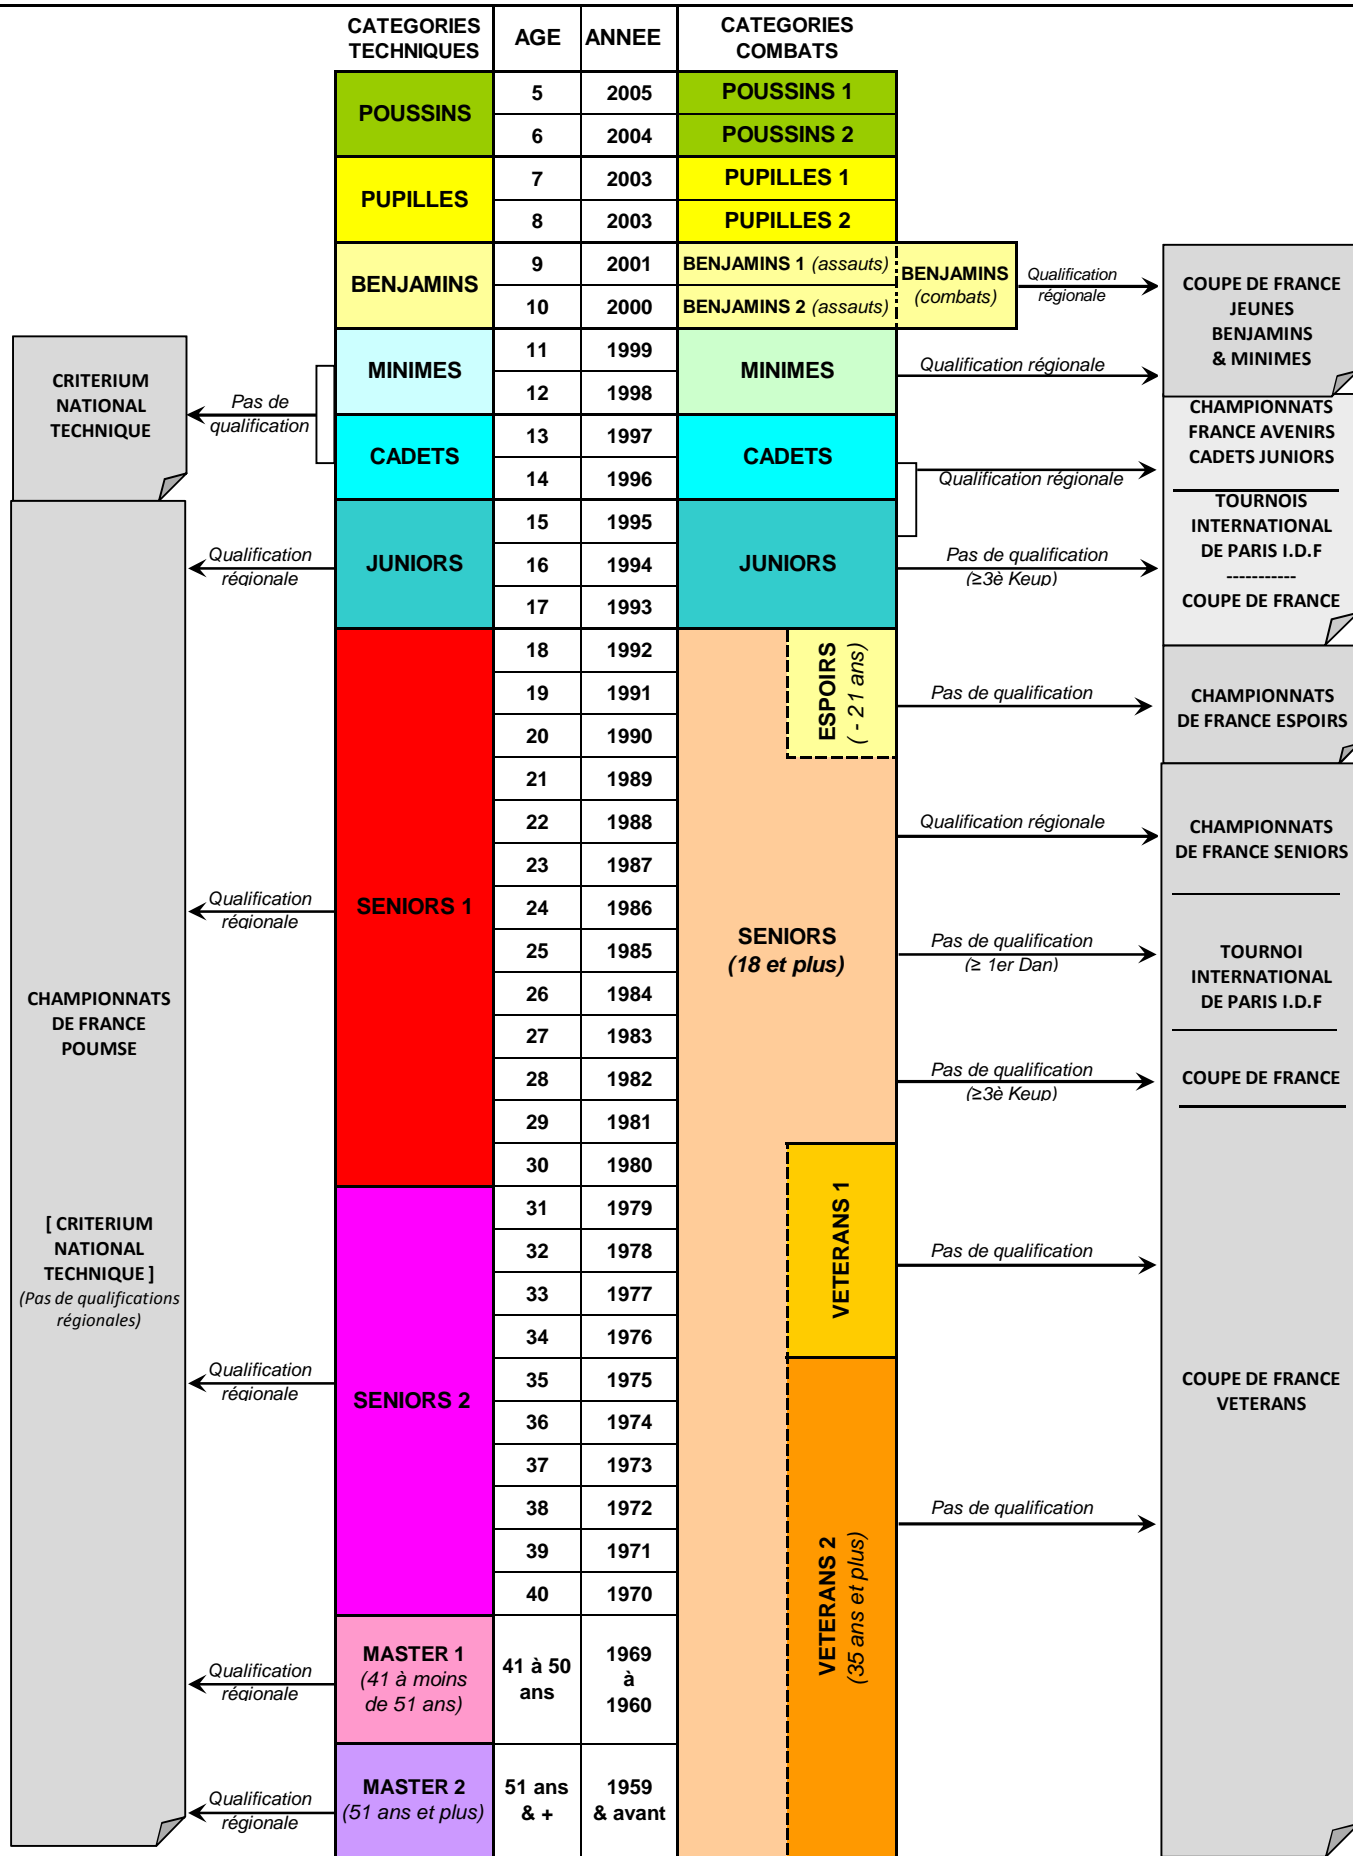 CATEGORIES
TECHNIQUES
AGE
ANNEE
CATEGORIES
COMBATS
POUSSINS
5
2005
POUSSINS 1
6
2004
POUSSINS 2
PUPILLES
7
2003
PUPILLES 1
8
2003
PUPILLES 2
BENJAMINS
9
2001
BENJAMINS 1 (assauts)
10
2000
BENJAMINS 2 (assauts)
BENJAMINS
(combats)
Qualification
régionale
COUPE DE FRANCE
JEUNES
BENJAMINS
& MINIMES
MINIMES
11
1999
12
1998
MINIMES
Qualification régionale
CRITERIUM
NATIONAL
TECHNIQUE
Pas de
qualification
CADETS
13
1997
14
1996
CADETS
Qualification régionale
CHAMPIONNATS
FRANCE AVENIRS
CADETS JUNIORS
TOURNOIS
INTERNATIONAL
DE PARIS I.D.F
-----------
COUPE DE FRANCE
Qualification
régionale
JUNIORS
15
1995
16
1994
17
1993
JUNIORS
Pas de qualification
(≥3è Keup)
SENIORS 1
18
1992
19
1991
20
1990
21
1989
22
1988
23
1987
24
1986
25
1985
26
1984
27
1983
28
1982
29
1981
30
1980
Qualification
régionale
ESPOIRS
( - 21 ans)
Pas de qualification
CHAMPIONNATS
DE FRANCE ESPOIRS
SENIORS
(18 et plus)
Qualification régionale
CHAMPIONNATS
DE FRANCE SENIORS
Pas de qualification
(≥ 1er Dan)
TOURNOI
INTERNATIONAL
DE PARIS I.D.F
Pas de qualification
(≥3è Keup)
COUPE DE FRANCE
CHAMPIONNATS
DE FRANCE
POUMSE
[ CRITERIUM
NATIONAL
TECHNIQUE ]
(Pas de qualifications
régionales)
Qualification
régionale
SENIORS 2
31
1979
32
1978
33
1977
34
1976
35
1975
36
1974
37
1973
38
1972
39
1971
40
1970
VETERANS 1
Pas de qualification
VETERANS 2
(35 ans et plus)
Pas de qualification
COUPE DE FRANCE
VETERANS
Qualification
régionale
MASTER 1
(41 à moins
de 51 ans)
41 à 50
ans
1969
à
1960
Qualification
régionale
MASTER 2
(51 ans et plus)
51 ans
& +
1959
& avant